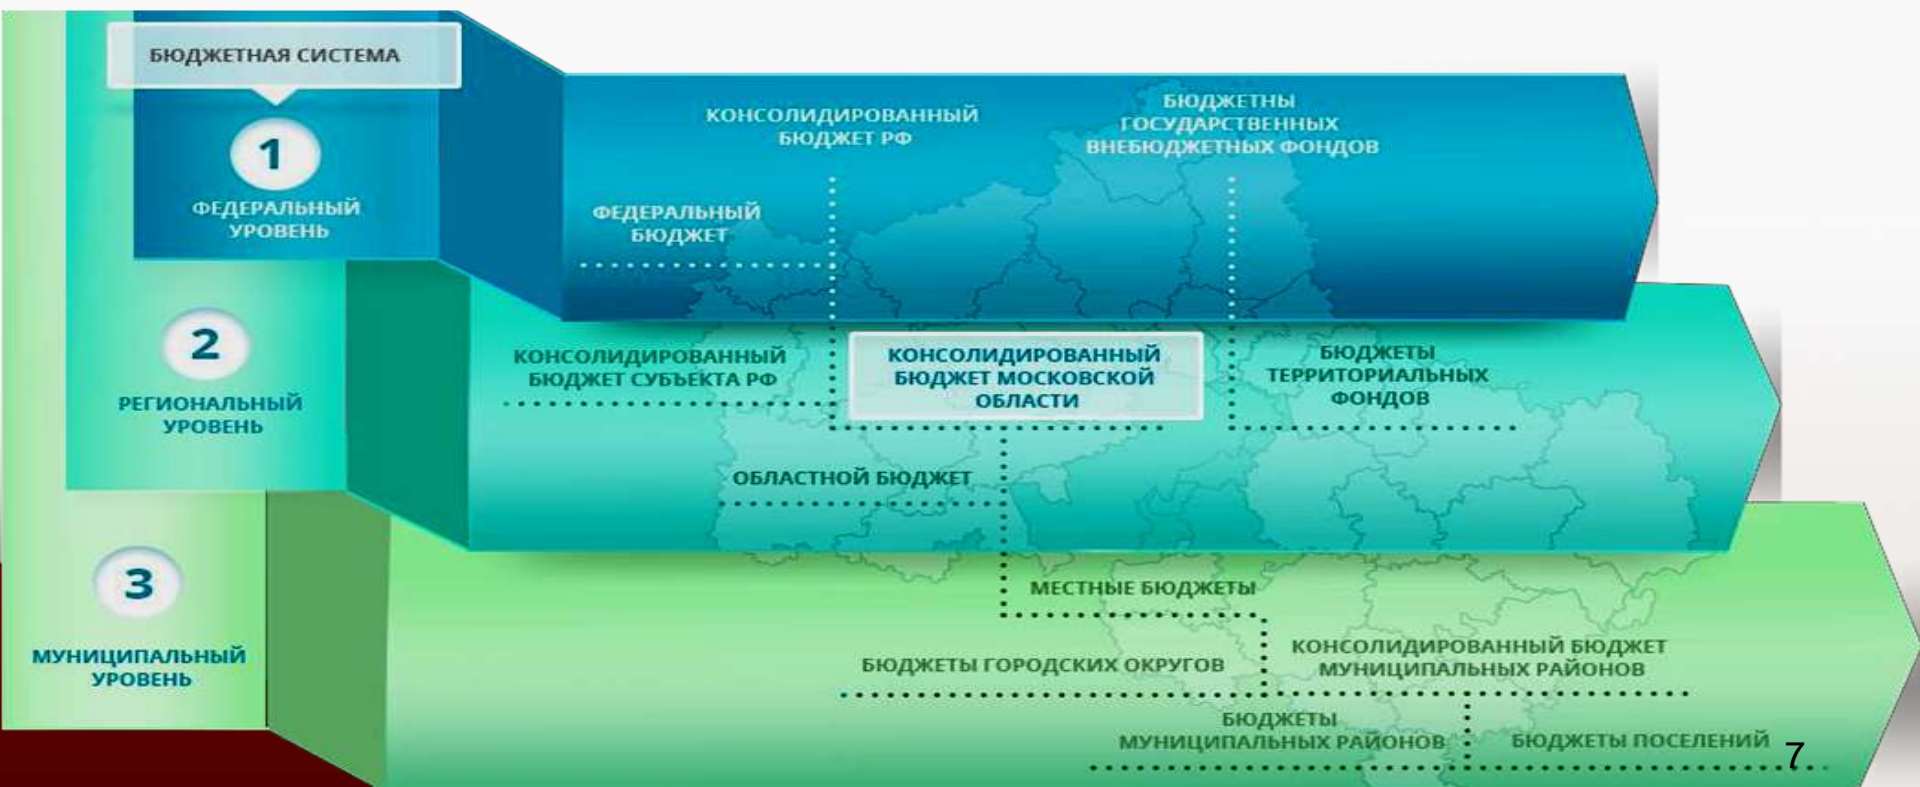 БЮДЖЕТНАЯ СИСТЕМА
1
ФЕДЕРАЛЬНЫЙ
УРОВЕНЬ
КОНСОЛИДИРОВАННЫЙ
БЮДЖЕТ РФ
БЮДЖЕТНЫ
ГОСУДАРСТВЕННЫХ
ВНЕБЮДЖЕТНЫХ ФОНДОВ
ФЕДЕРАЛЬНЫЙ
БЮДЖЕТ
2
РЕГИОНАЛЬНЫЙ
УРОВЕНЬ
КОНСОЛИДИРОВАННЫЙ
БЮДЖЕТ СУБЪЕКТА РФ
КОНСОЛИДИРОВАННЫЙ
БЮДЖЕТ МОСКОВСКОЙ
ОБЛАСТИ
БЮДЖЕТЫ
ТЕРРИТОРИАЛЬНЫХ
ФОНДОВ
ОБЛАСТНОЙ БЮДЖЕТ
3
МУНИЦИПАЛЬНЫЙ
УРОВЕНЬ
МЕСТНЫЕ БЮДЖЕТЫ
БЮДЖЕТЫ ГОРОДСКИХ ОКРУГОВ
КОНСОЛИДИРОВАННЫЙ БЮДЖЕТ
МУНИЦИПАЛЬНЫХ РАЙОНОВ
БЮДЖЕТЫ
МУНИЦИПАЛЬНЫХ РАЙОНОВ
БЮДЖЕТЫ ПОСЕЛЕНИЙ
7